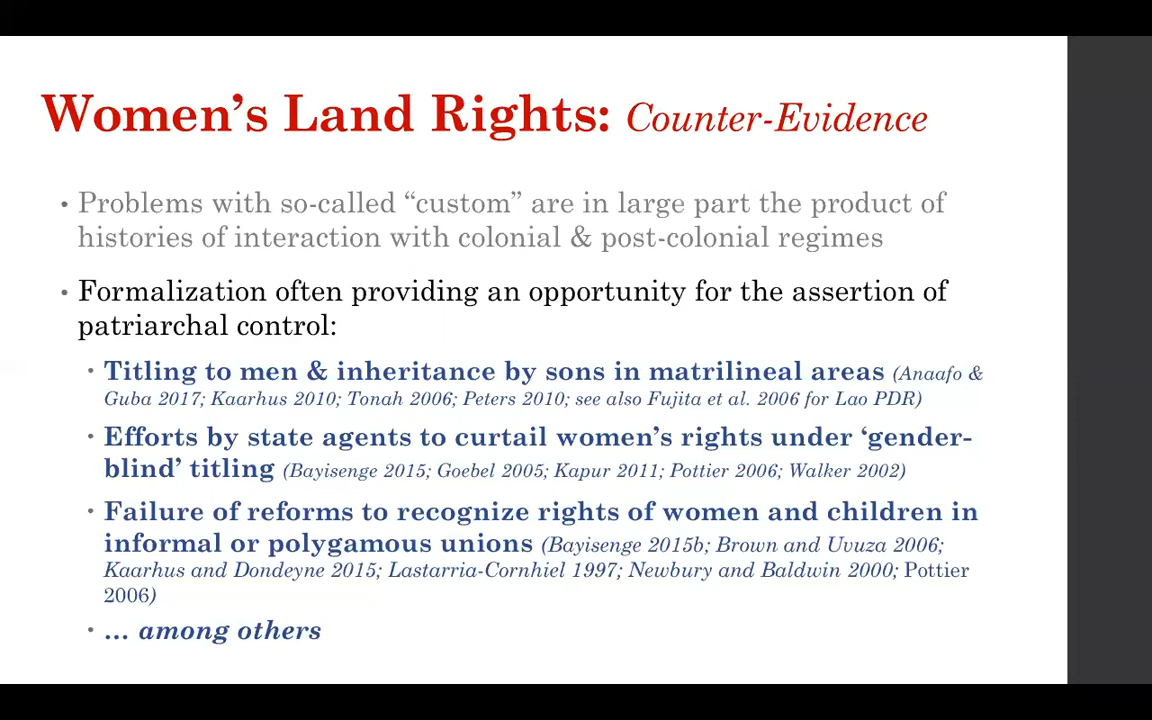 Women’s Land Rights: Counter-Evidence
• Problems with so-called “custom” are in large part the product of
histories of interaction with colonial & post-colonial regimes
• Formalization often providing an opportunity for the assertion of
patriarchal control:
• Titling to men & inheritance by sons in matrilineal areas (Anaafo &
Guba 2017; Kaarhus 2010; Tonah 2006; Peters 2010; see also Fujita et al. 2006 for Lao PDR)
• Efforts by state agents to curtail women’s rights under ‘gender-
blind’ titling (Bayisenge 2015; Goebel 2005; Kapur 2011; Pottier 2006; Walker 2002)
• Failure of reforms to recognize rights of women and children in
informal or polygamous unions (Bayisenge 2015b; Brown and Uvuza 2006;
Kaarhus and Dondeyne 2015; Lastarria-Cornhiel 1997; Newbury and Baldwin 2000; Pottier
2006)
• … among others